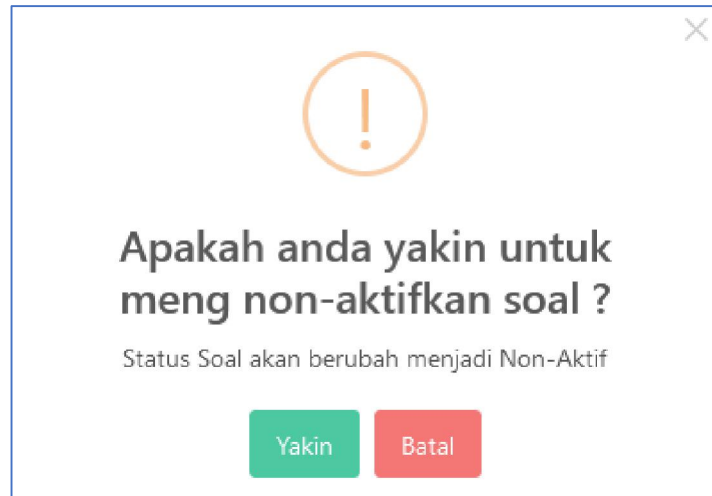 Apakah anda yakin untuk
meng non-aktifkan soal ?
Status Soal akan berubah menjadi Non-Aktif
Yakin
Batal